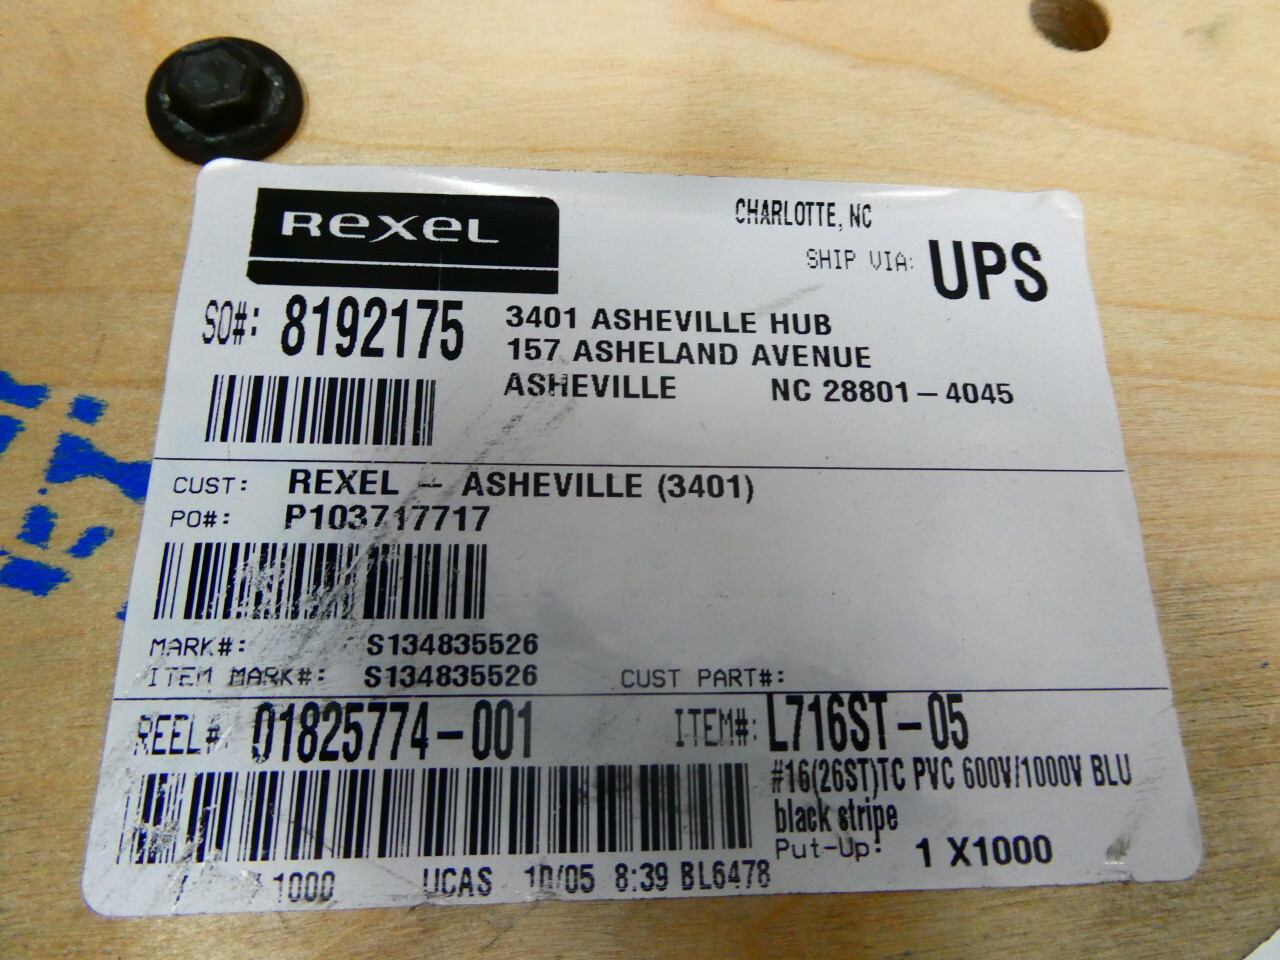 REXEL
CHARLOTTE, NC
SHIP VIA: UPS
SO#: 8192175
3401 ASHEVILLE HUB
157 ASHELAND AVENUE
ASHEVILLE NC 28801-4045
CUST: REXEL - ASHEVILLE (3401)
PO#: P103717717
MARK#: S134835526
ITEM MARK#: S134835526 CUST PART#:
REEL#: 01825774-001 ITEM#: L716ST-05
#16(26ST)TC PVC 600V/1000V BLU
black stripe
Put-Up: 1 X1000
1000 UCAS 10/05 8:39 BL6478